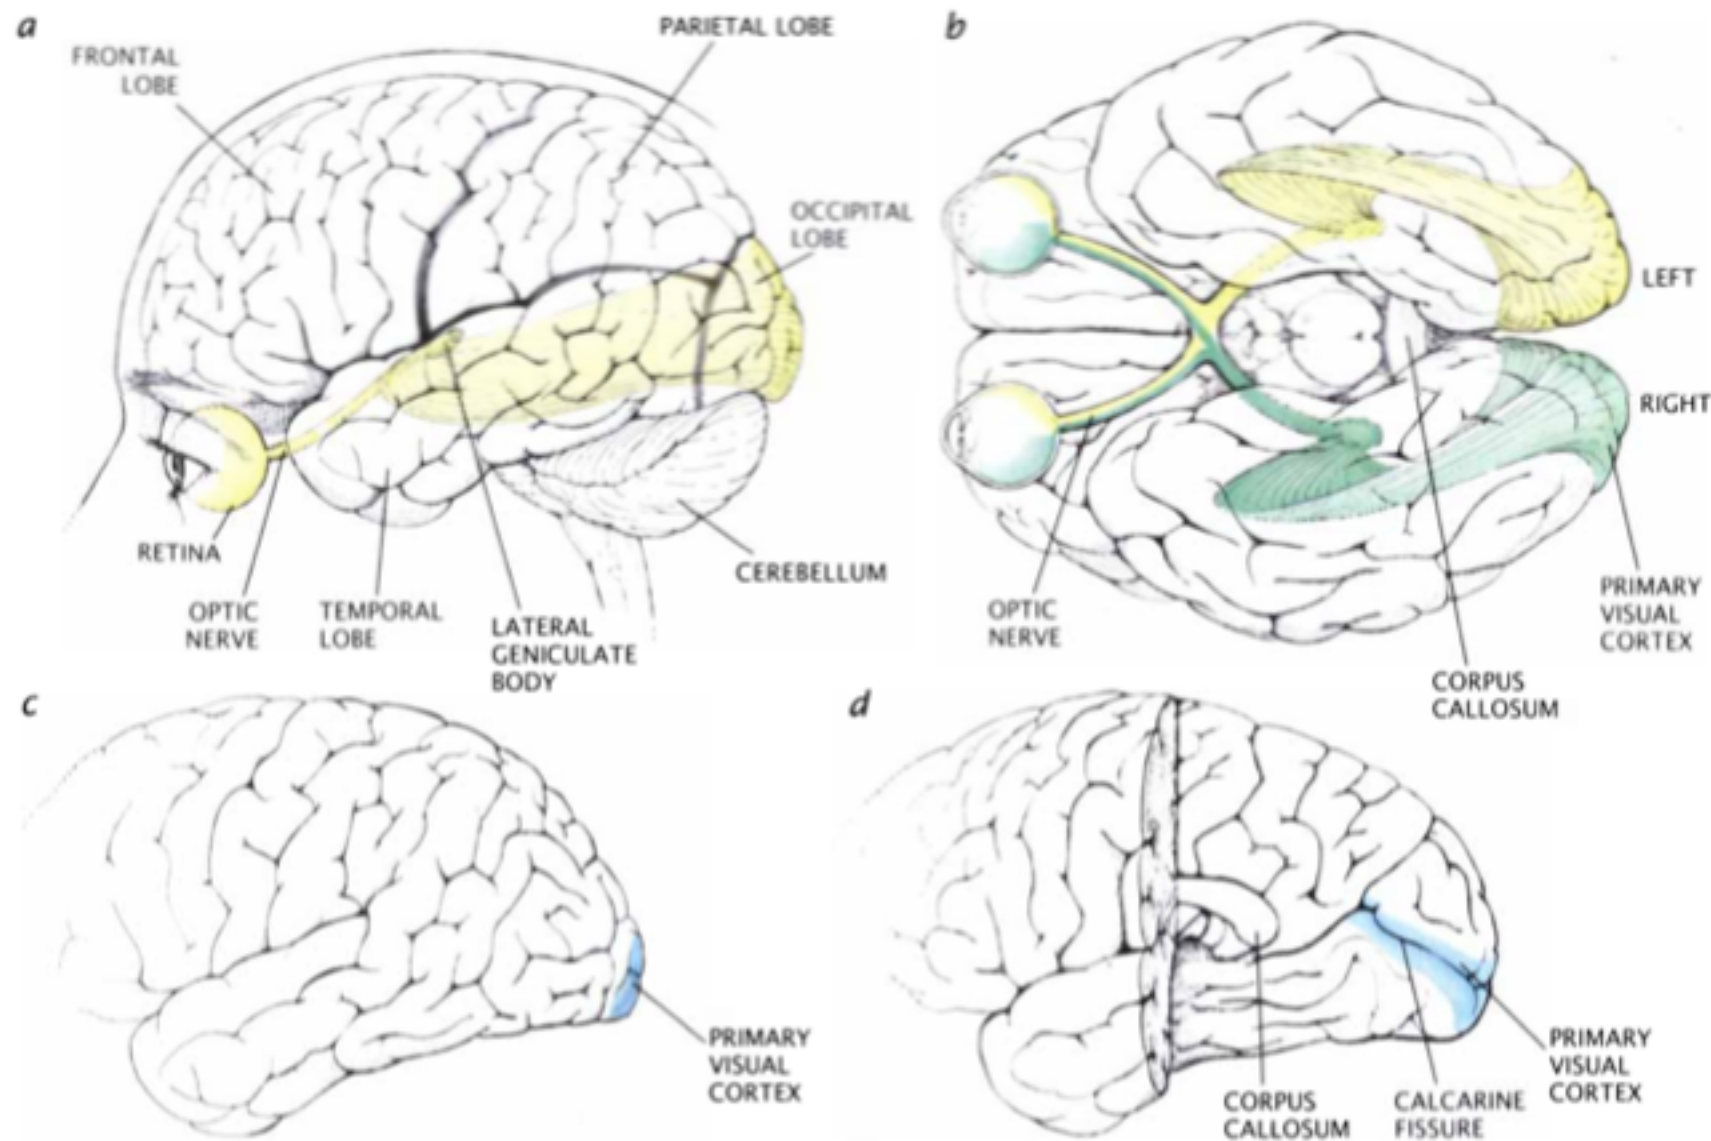 a
FRONTAL
LOBE
PARIETAL LOBE
OCCIPITAL
LOBE
RETINA
OPTIC
NERVE
TEMPORAL
LOBE
LATERAL
GENICULATE
BODY
CEREBELLUM
b
LEFT
RIGHT
OPTIC
NERVE
PRIMARY
VISUAL
CORTEX
CORPUS
CALLOSUM
c
PRIMARY
VISUAL
CORTEX
d
CORPUS
CALLOSUM
CALCARINE
FISSURE
PRIMARY
VISUAL
CORTEX